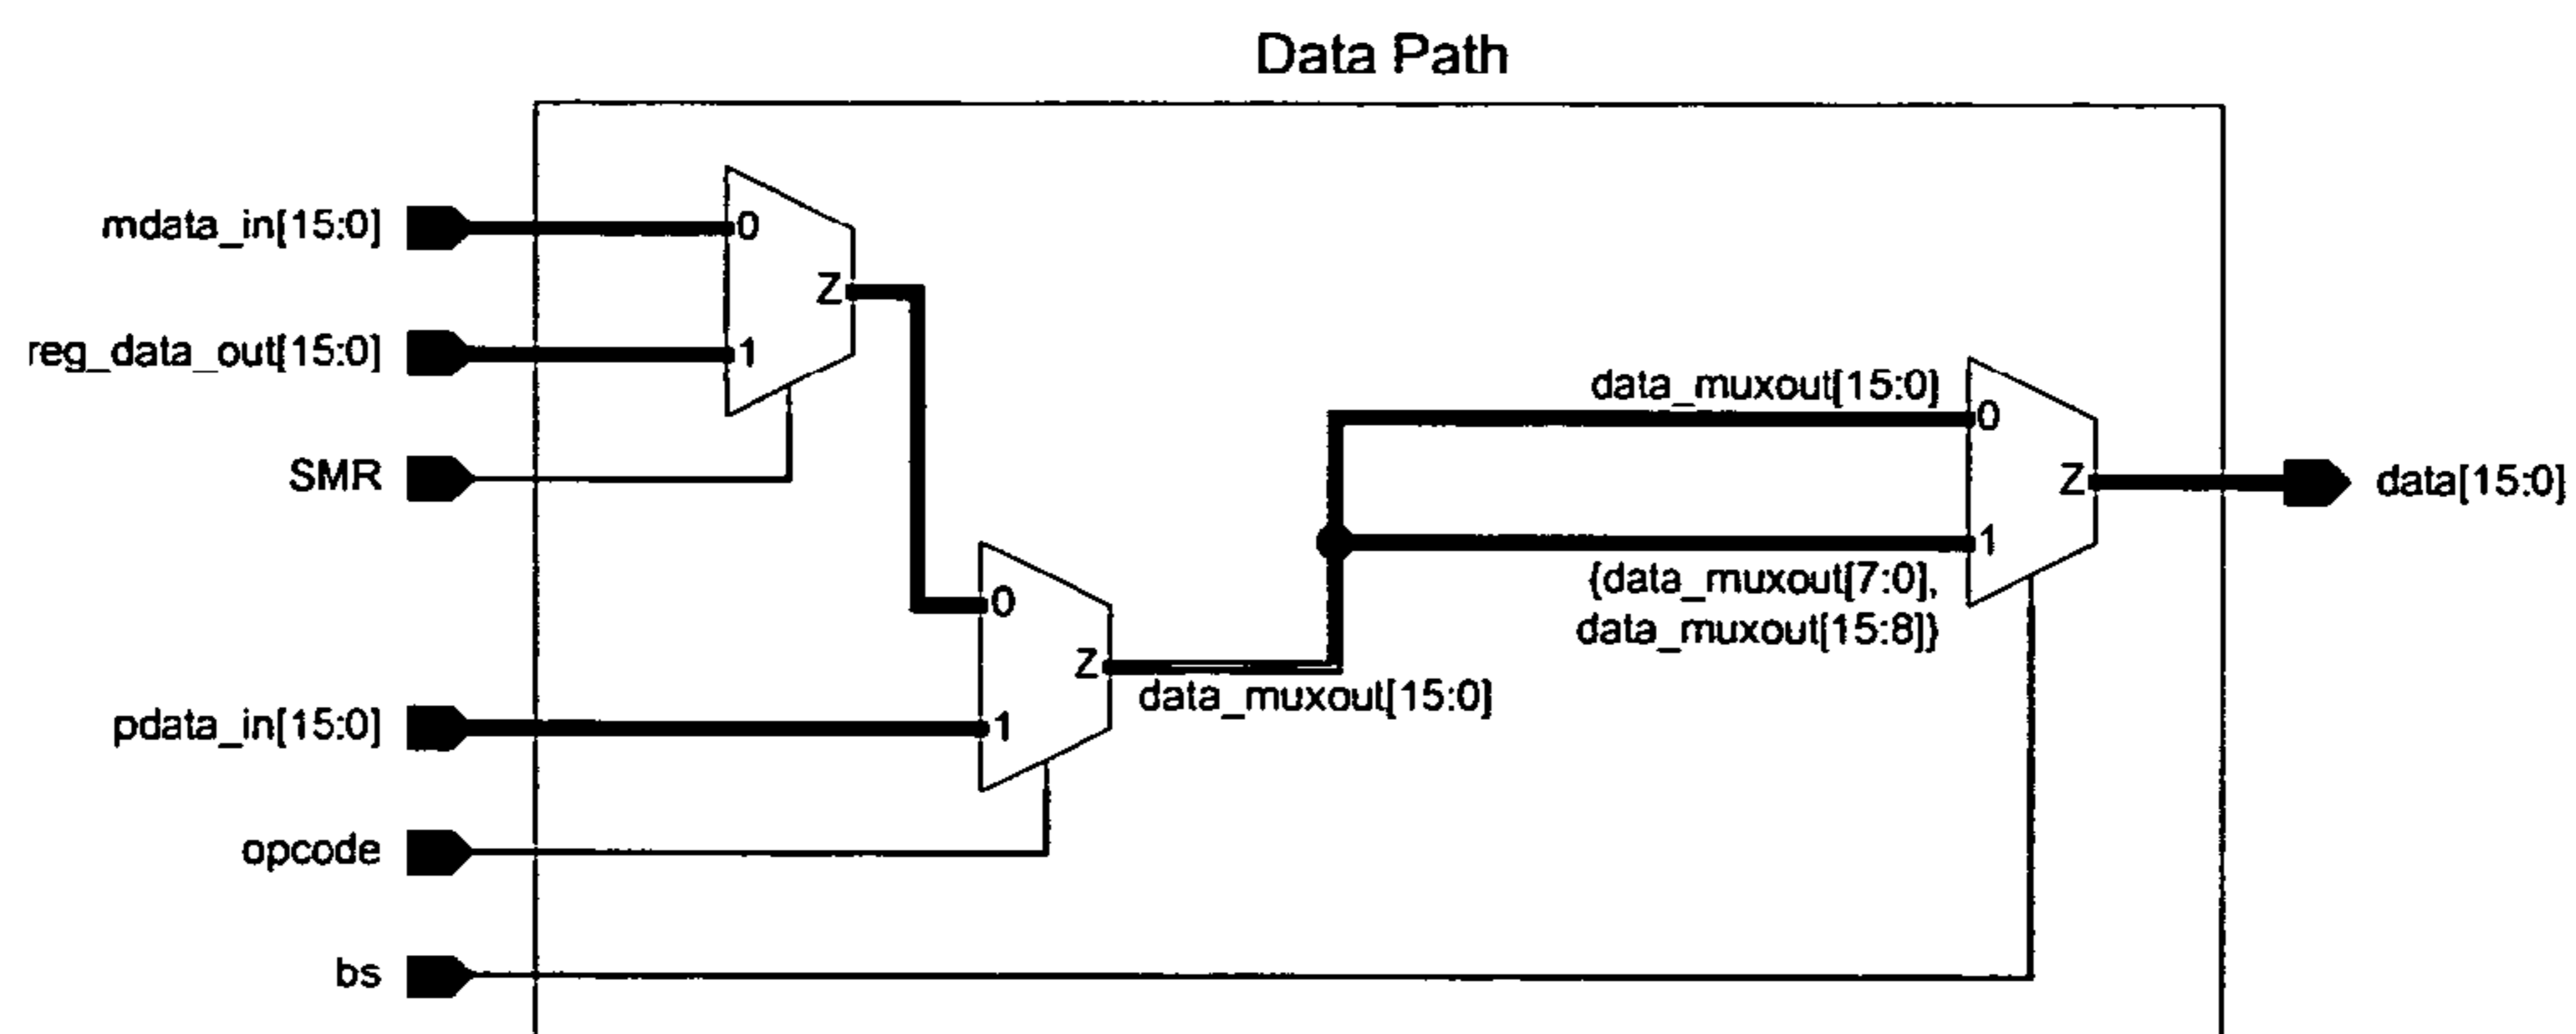 Data Path
mdata_in[15:0]
0
Z
reg_data_out[15:0]
1
SMR
data_muxout[15:0]
0
Z
data[15:0]
1
{data_muxout[7:0],
data_muxout[15:8]}
0
Z
data_muxout[15:0]
pdata_in[15:0]
1
opcode
bs